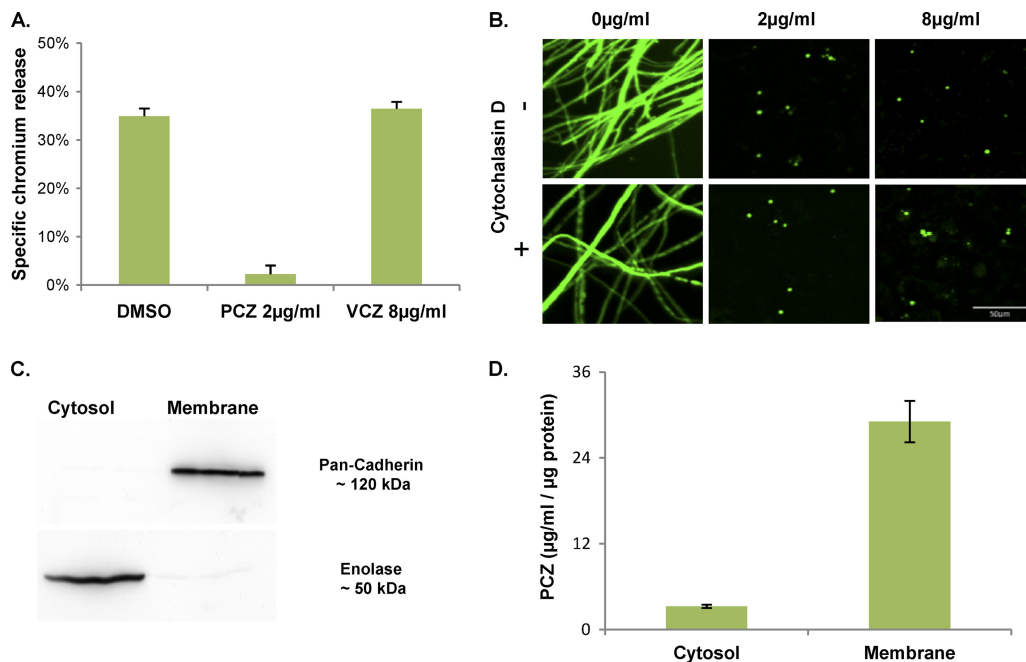 A.
50%
40%
30%
20%
10%
0%
Specific chromium release
DMSO
PCZ 2µg/ml
VCZ 8µg/ml
B.
0µg/ml
2µg/ml
8µg/ml
Cytochalasin D
-
+
50µm
C.
Cytosol
Membrane
Pan-Cadherin
~ 120 kDa
Enolase
~ 50 kDa
D.
36
24
12
0
PCZ (µg/ml / µg protein)
Cytosol
Membrane